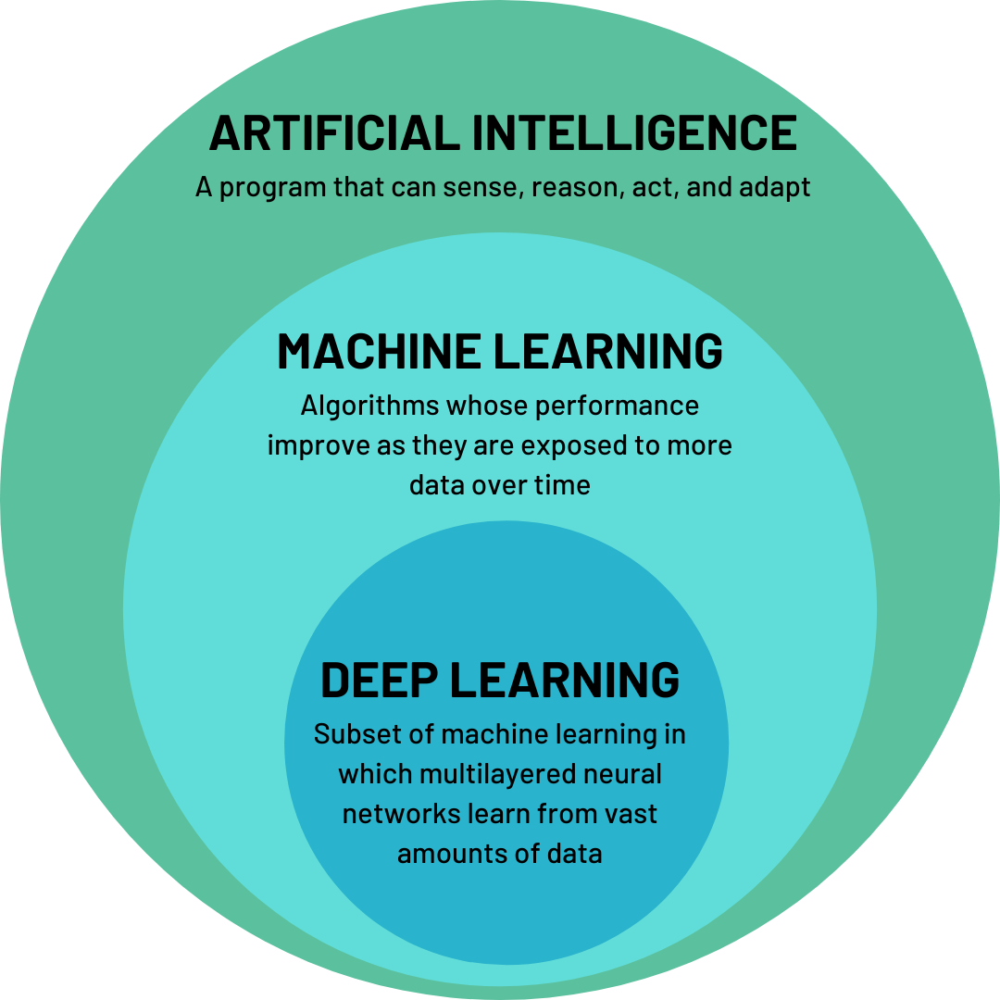 ARTIFICIAL INTELLIGENCE
A program that can sense, reason, act, and adapt
MACHINE LEARNING
Algorithms whose performance
improve as they are exposed to more
data over time
DEEP LEARNING
Subset of machine learning in
which multilayered neural
networks learn from vast
amounts of data